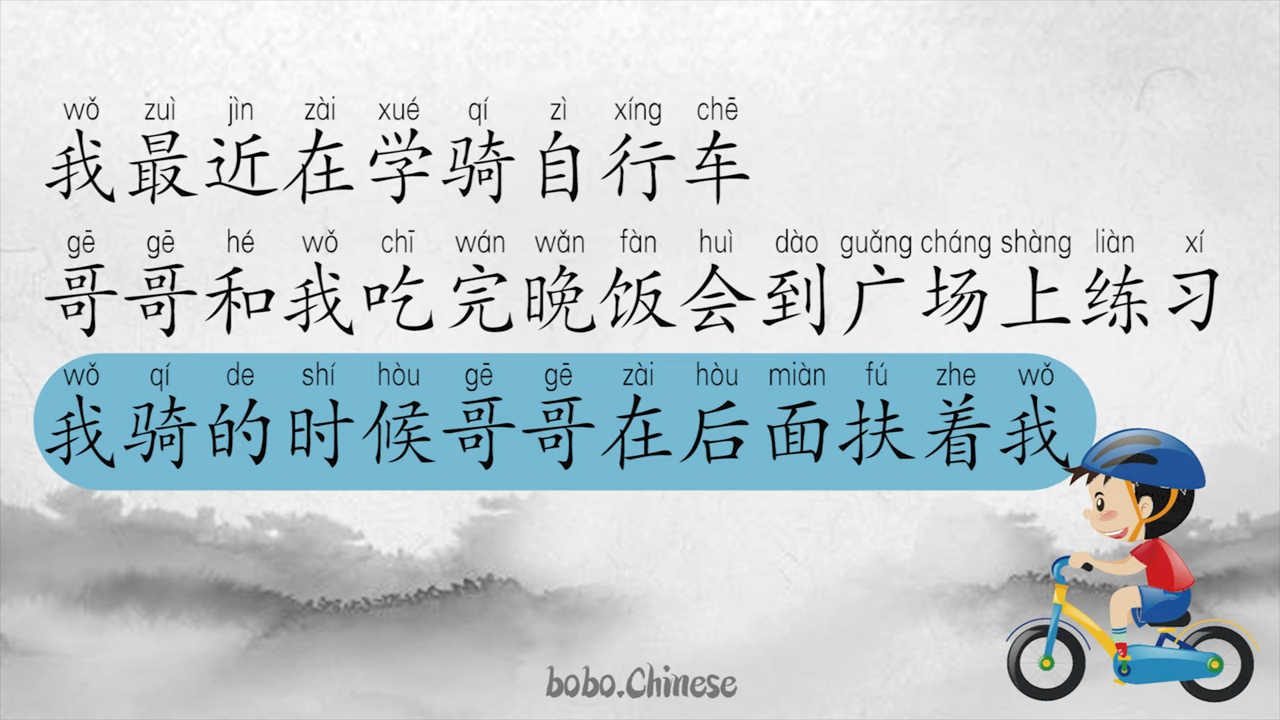 wǒ zuì jìn zài xué qí zì xíng chē
我最近在学骑自行车
gē gē hé wǒ chī wán wǎn fàn huì dào guǎng cháng shàng liàn xí
哥哥和我吃完晚饭会到广场上练习
wǒ qí de shí hòu gē gē zài hòu miàn fú zhe wǒ
我骑的时候哥哥在后面扶着我
bobo.Chinese